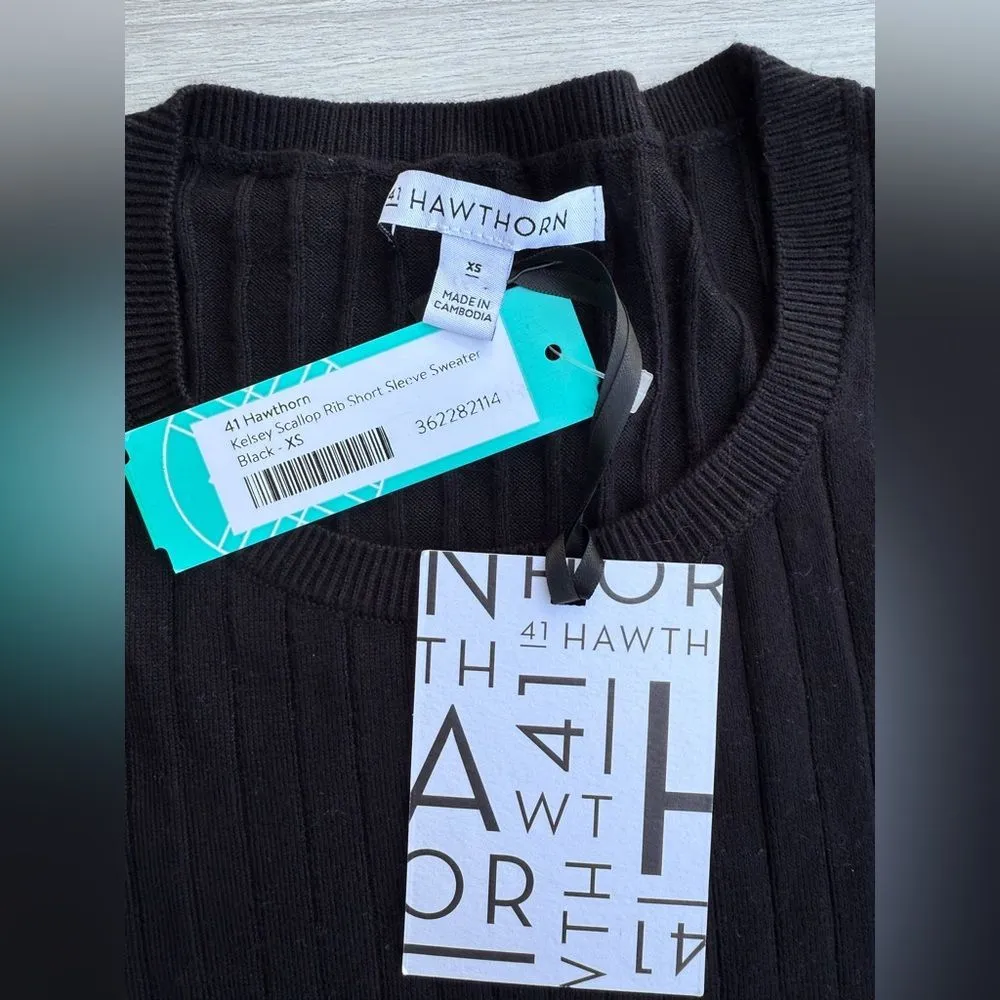 41 HAWTHORN
XS
MADE IN
CAMBODIA
41 Hawthorn
Kelsey Scallop Rib Short Sleeve Sweater
Black - XS
362282114
N HOR
41 HAWTH
TH
41
A
WT
H
OR
WTH
41